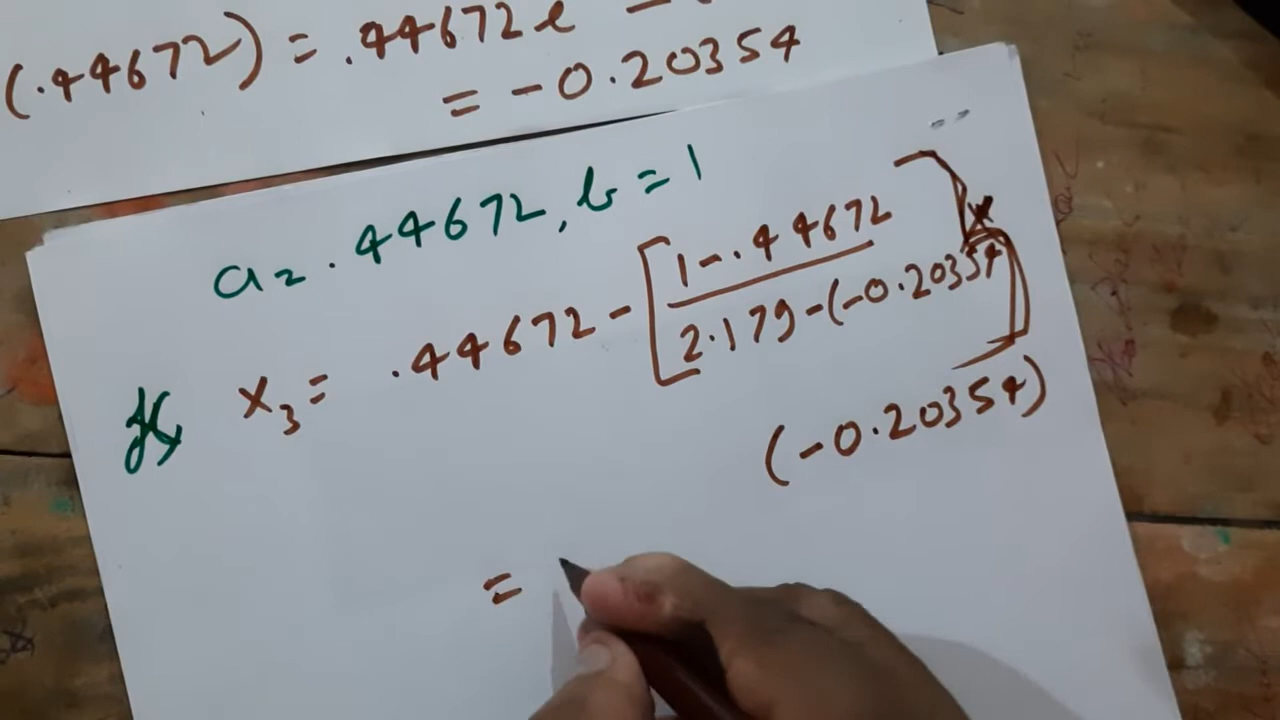 (.44672) = .44672e
= -0.20354
a = .44672, b = 1
x₃ = .44672 - [ (1 - .44672) / (2.179 - (-0.20354) ] x
(-0.20354)
=